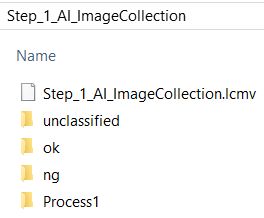 Step_1_AI_ImageCollection
Name
Step_1_AI_ImageCollection.lcmv
unclassified
ok
ng
Process1